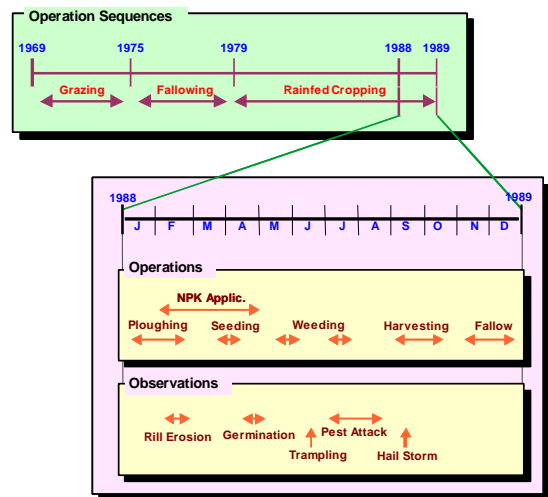 Operation Sequences
1969 1975 1979 1988 1989
Grazing Fallowing Rainfed Cropping
1988 1989
J F M A M J J A S O N D
Operations
NPK Applic.
Ploughing Seeding Weeding Harvesting Fallow
Observations
Rill Erosion Germination Pest Attack
Trampling Hail Storm